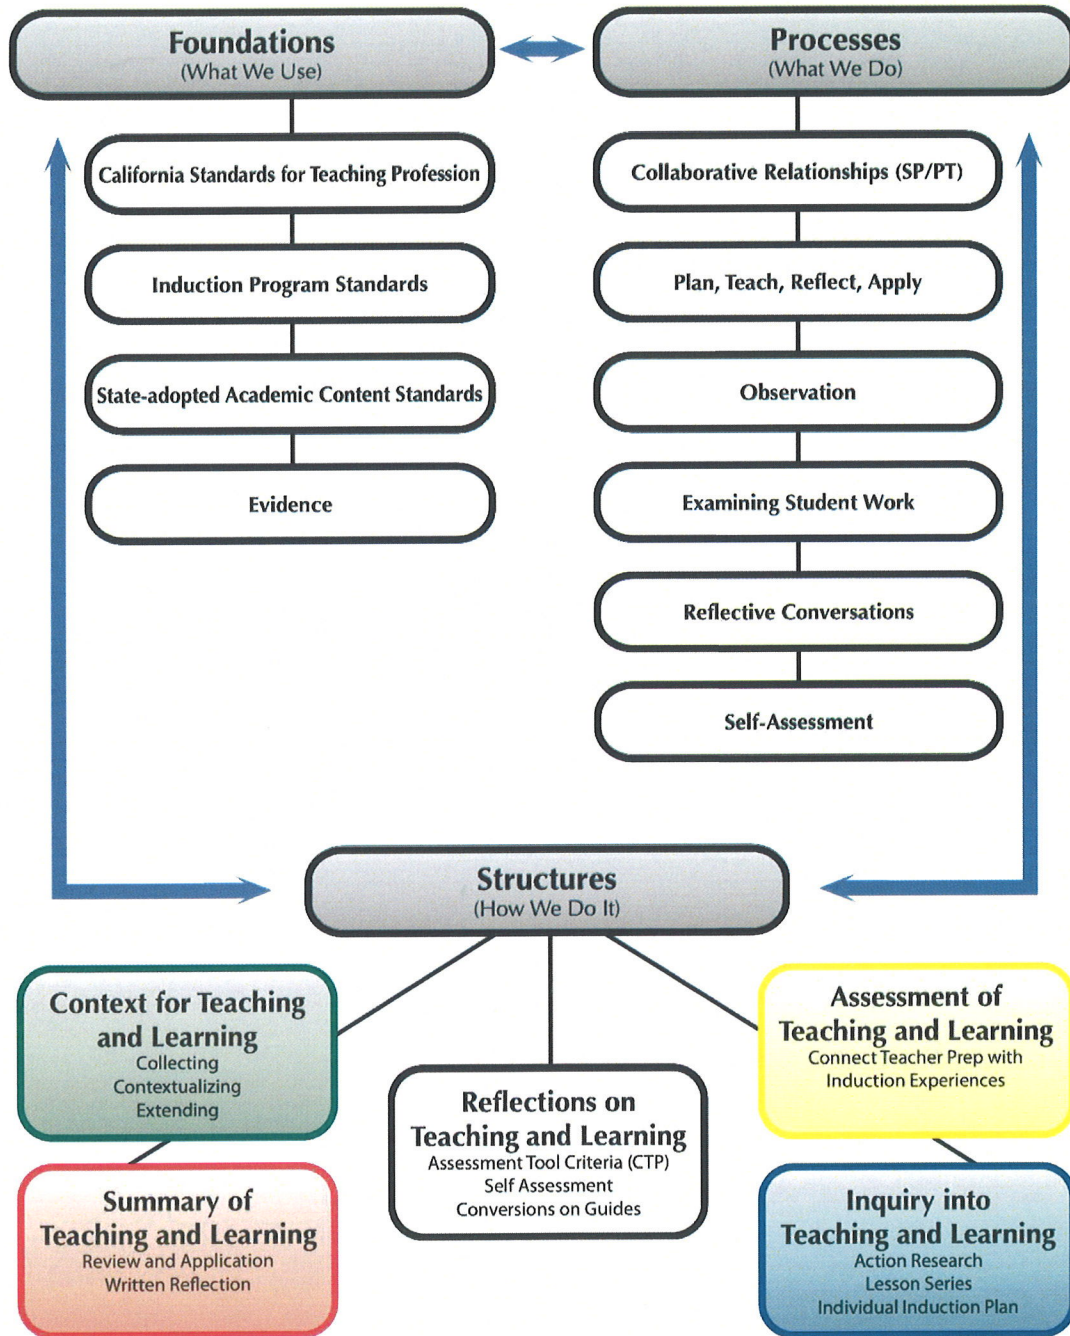 Foundations
(What We Use)
California Standards for Teaching Profession
Induction Program Standards
State-adopted Academic Content Standards
Evidence
Processes
(What We Do)
Collaborative Relationships (SP/PT)
Plan, Teach, Reflect, Apply
Observation
Examining Student Work
Reflective Conversations
Self-Assessment
Structures
(How We Do It)
Context for Teaching
and Learning
Collecting
Contextualizing
Extending
Summary of
Teaching and Learning
Review and Application
Written Reflection
Reflections on
Teaching and Learning
Assessment Tool Criteria (CTP)
Self Assessment
Conversions on Guides
Assessment of
Teaching and Learning
Connect Teacher Prep with
Induction Experiences
Inquiry into
Teaching and Learning
Action Research
Lesson Series
Individual Induction Plan